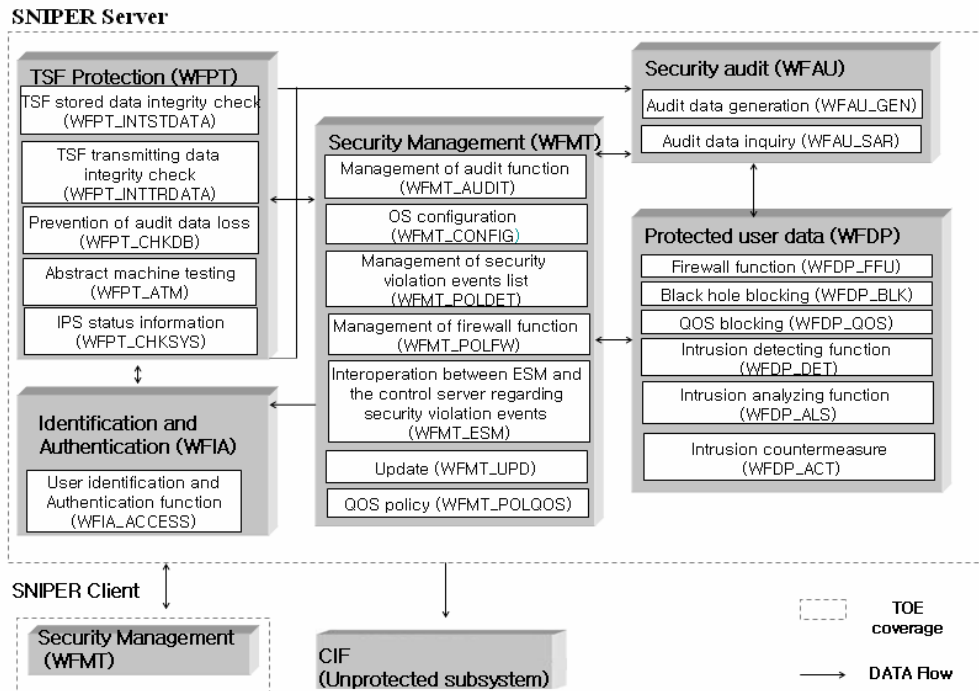 SNIPER Server
TSF Protection (WFPT)
TSF stored data integrity check
(WFPT_INTSTDATA)
TSF transmitting data
integrity check
(WFPT_INTTRDATA)
Prevention of audit data loss
(WFPT_CHKDB)
Abstract machine testing
(WFPT_ATM)
IPS status information
(WFPT_CHKSYS)
Identification and
Authentication (WFIA)
User identification and
Authentication function
(WFIA_ACCESS)
Security Management (WFMT)
Management of audit function
(WFMT_AUDIT)
OS configuration
(WFMT_CONFIG)
Management of security
violation events list
(WFMT_POLDET)
Management of firewall function
(WFMT_POLFW)
Interoperation between ESM and
the control server regarding
security violation events
(WFMT_ESM)
Update (WFMT_UPD)
QOS policy (WFMT_POLQOS)
Security audit (WFAU)
Audit data generation (WFAU_GEN)
Audit data inquiry (WFAU_SAR)
Protected user data (WFDP)
Firewall function (WFDP_FFU)
Black hole blocking (WFDP_BLK)
QOS blocking (WFDP_QOS)
Intrusion detecting function
(WFDP_DET)
Intrusion analyzing function
(WFDP_ALS)
Intrusion countermeasure
(WFDP_ACT)
SNIPER Client
Security Management
(WFMT)
CIF
(Unprotected subsystem)
TOE
coverage
DATA Flow